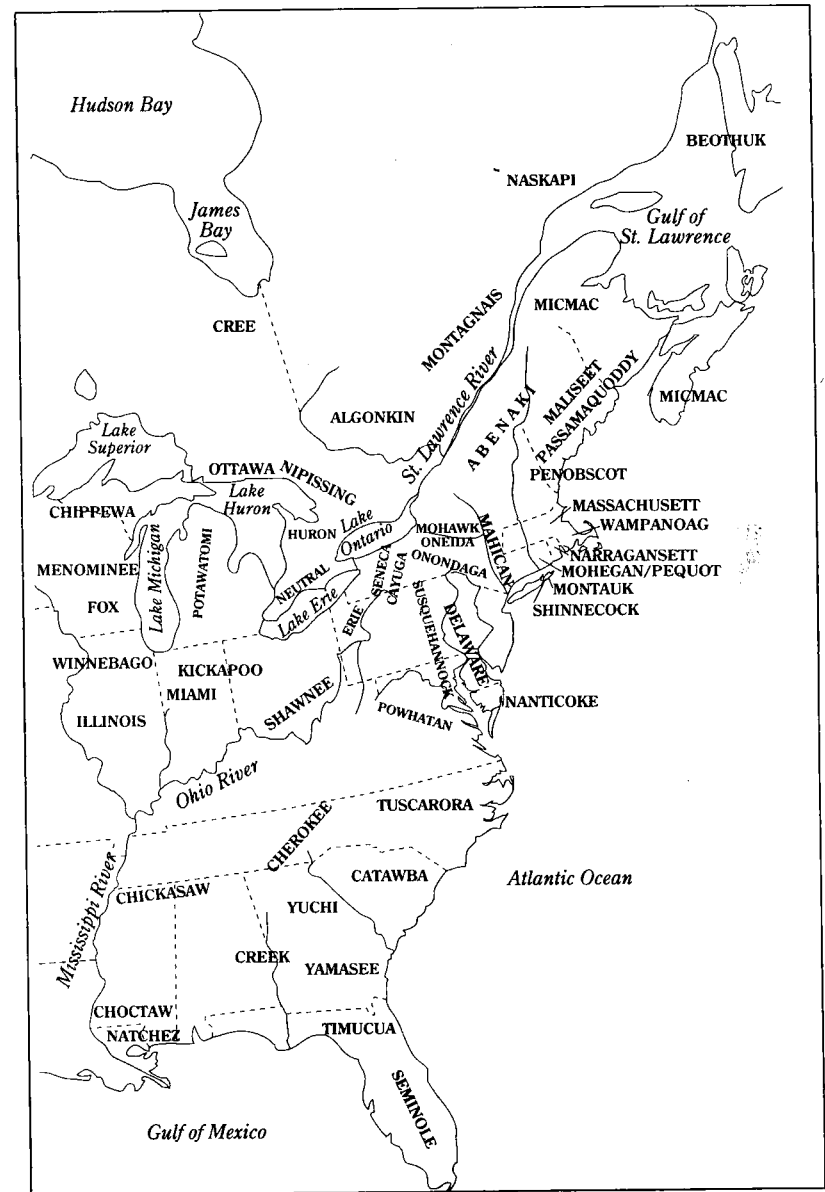 Hudson Bay
BEOTHUK
NASKAPI
James
Bay
Gulf of
St. Lawrence
MICMAC
CREE
MONTAGNAIS
MALISEET
PASSAMAQUODDY
MICMAC
ALGONKIN
St. Lawrence River
ABENAKI
Lake
Superior
OTTAWA
NIPISSING
PENOBSCOT
CHIPPEWA
Lake
Huron
HURON
Lake
Ontario
MOHAWK
ONEIDA
ONONDAGA
MAHICAN
MASSACHUSETT
WAMPANOAG
NARRAGANSETT
MOHEGAN/PEQUOT
MONTAUK
SHINNECOCK
MENOMINEE
Lake Michigan
POTAWATOMI
NEUTRAL
Lake Erie
SENECA
CAYUGA
ERIE
FOX
SUSQUEHANNOCK
DELAWARE
WINNEBAGO
KICKAPOO
MIAMI
SHAWNEE
ILLINOIS
POWHATAN
NANTICOKE
Ohio River
TUSCARORA
CHEROKEE
Mississippi River
CHICKASAW
CATAWBA
Atlantic Ocean
YUCHI
CREEK
YAMASEE
CHOCTAW
NATCHEZ
TIMUCUA
SEMINOLE
Gulf of Mexico